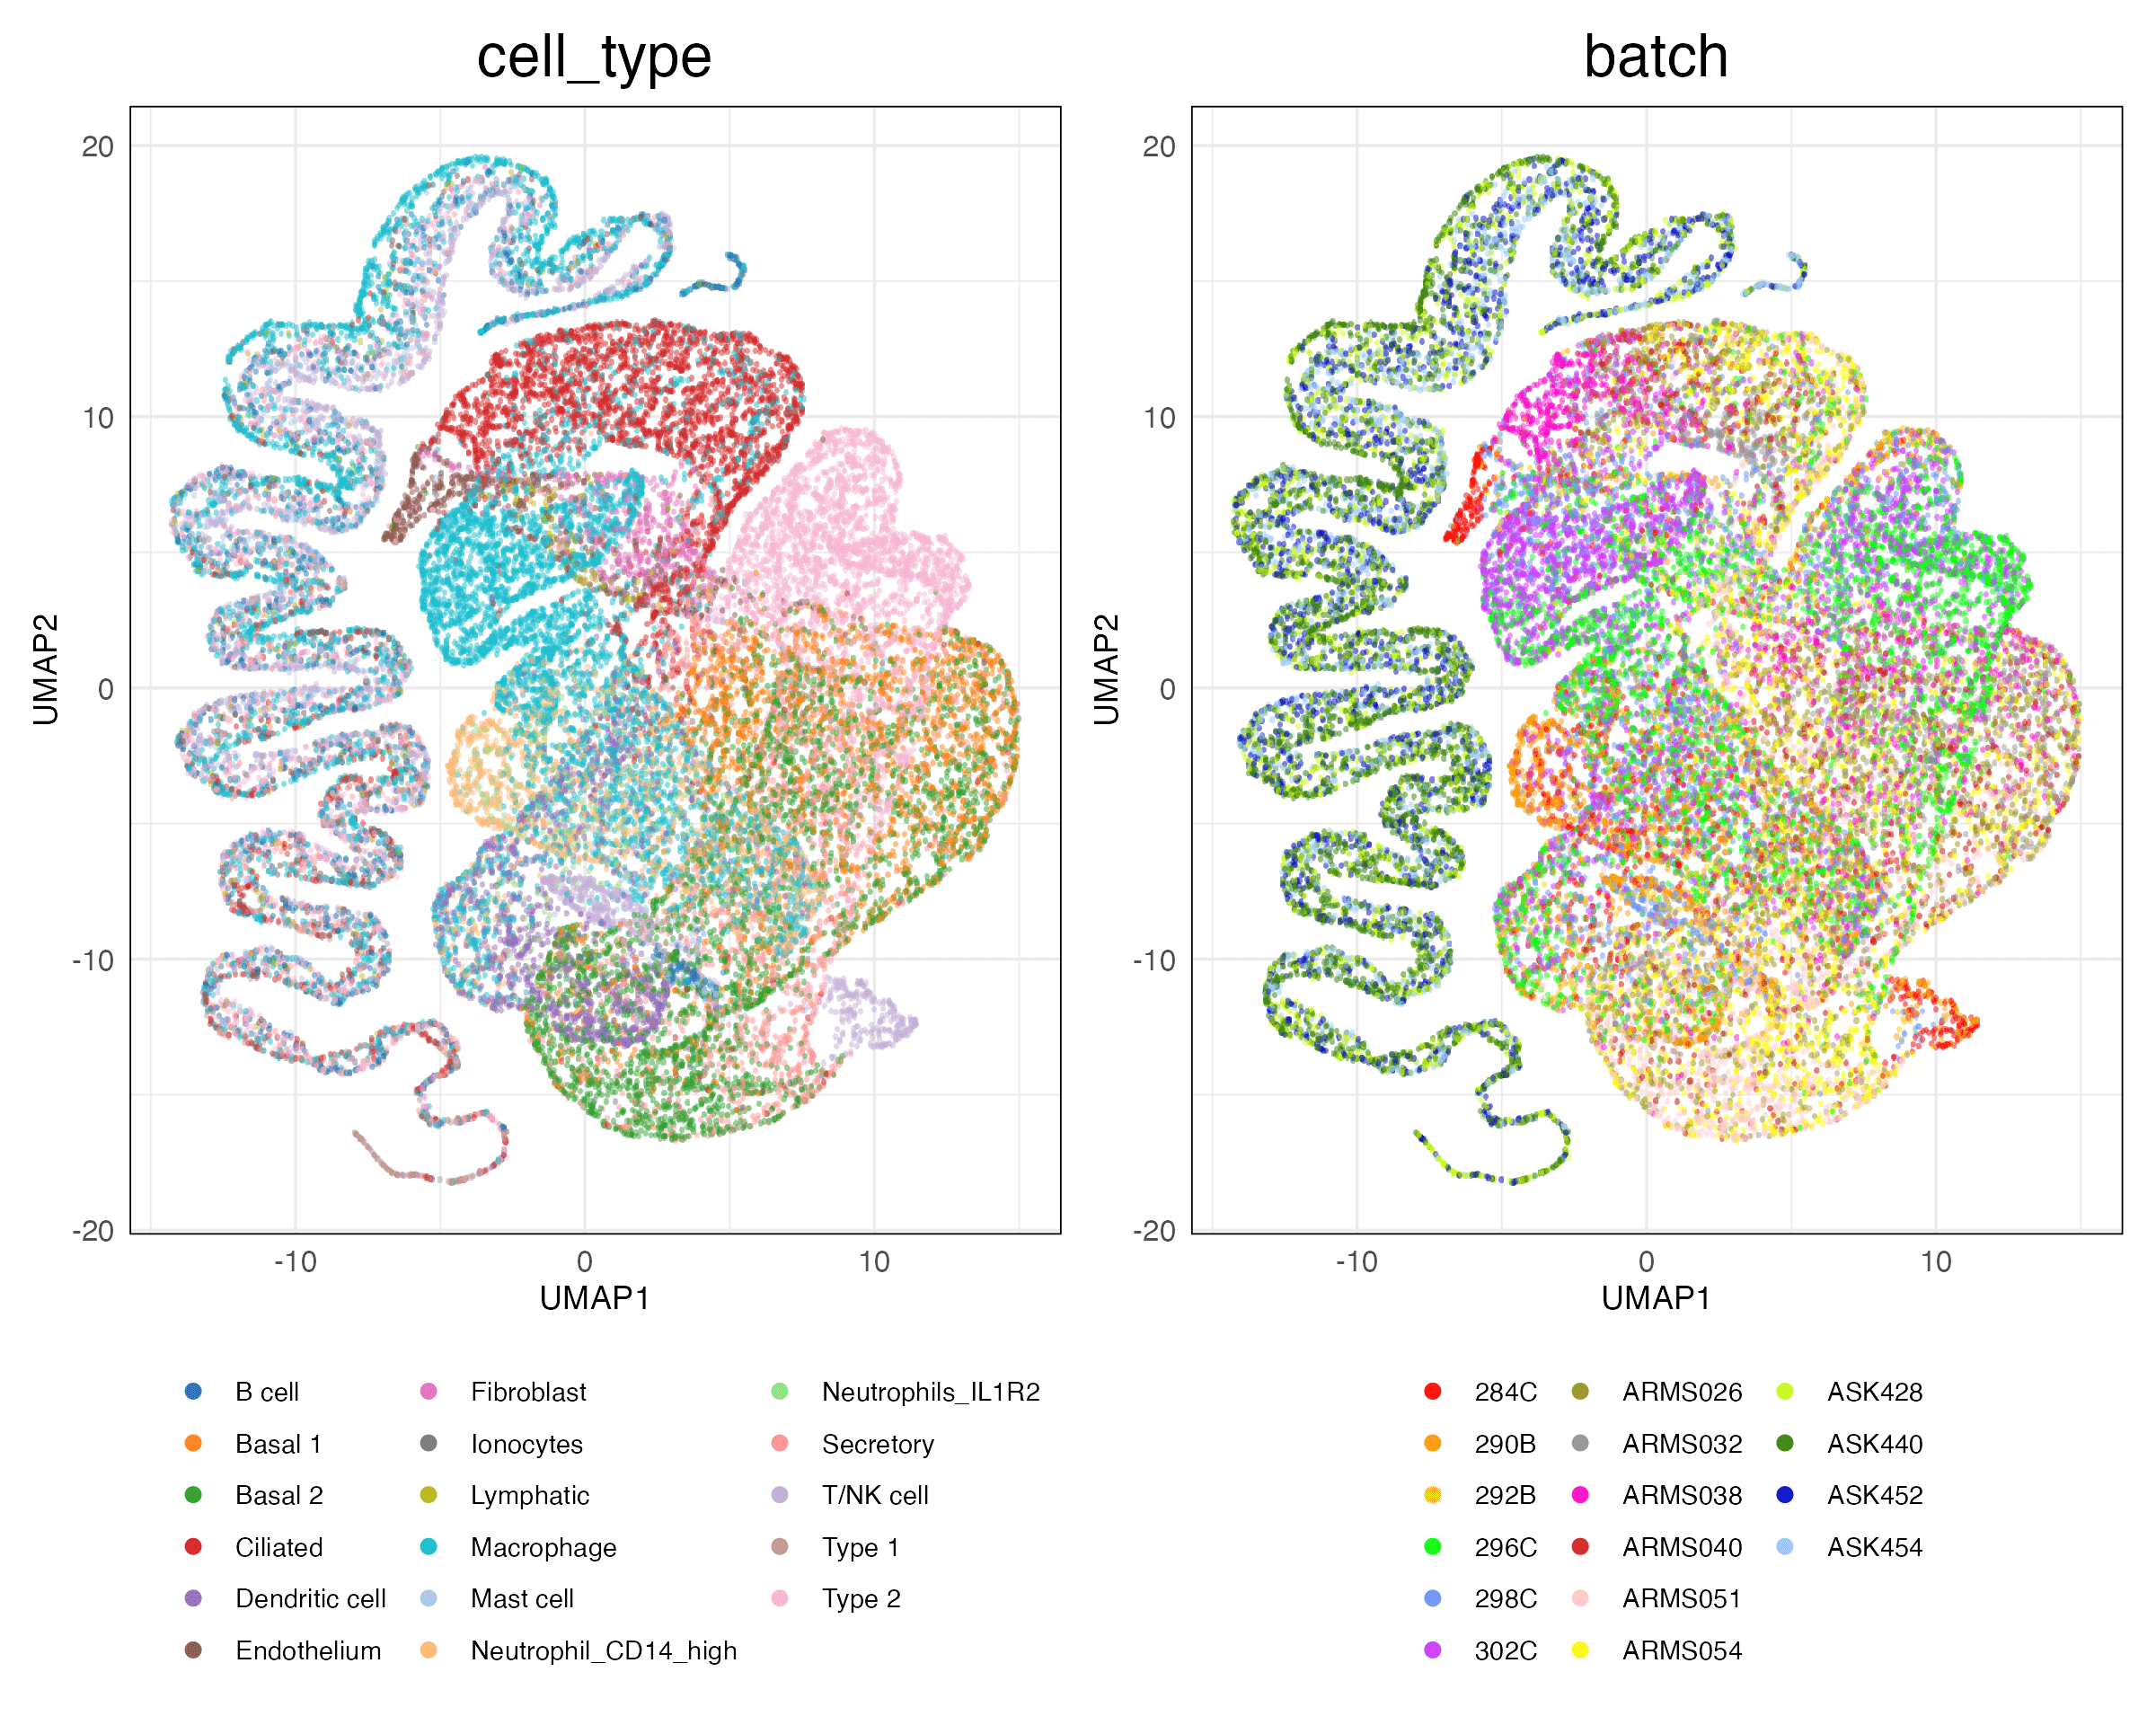 cell_type
batch
20
10
0
-10
-20
UMAP2
-10
0
10
UMAP1
20
10
0
-10
-20
UMAP2
-10
0
10
UMAP1
B cell
Fibroblast
Neutrophils_IL1R2
Basal 1
Ionocytes
Secretory
Basal 2
Lymphatic
T/NK cell
Ciliated
Macrophage
Type 1
Dendritic cell
Mast cell
Type 2
Endothelium
Neutrophil_CD14_high
284C
ARMS026
ASK428
290B
ARMS032
ASK440
292B
ARMS038
ASK452
296C
ARMS040
ASK454
298C
ARMS051
302C
ARMS054